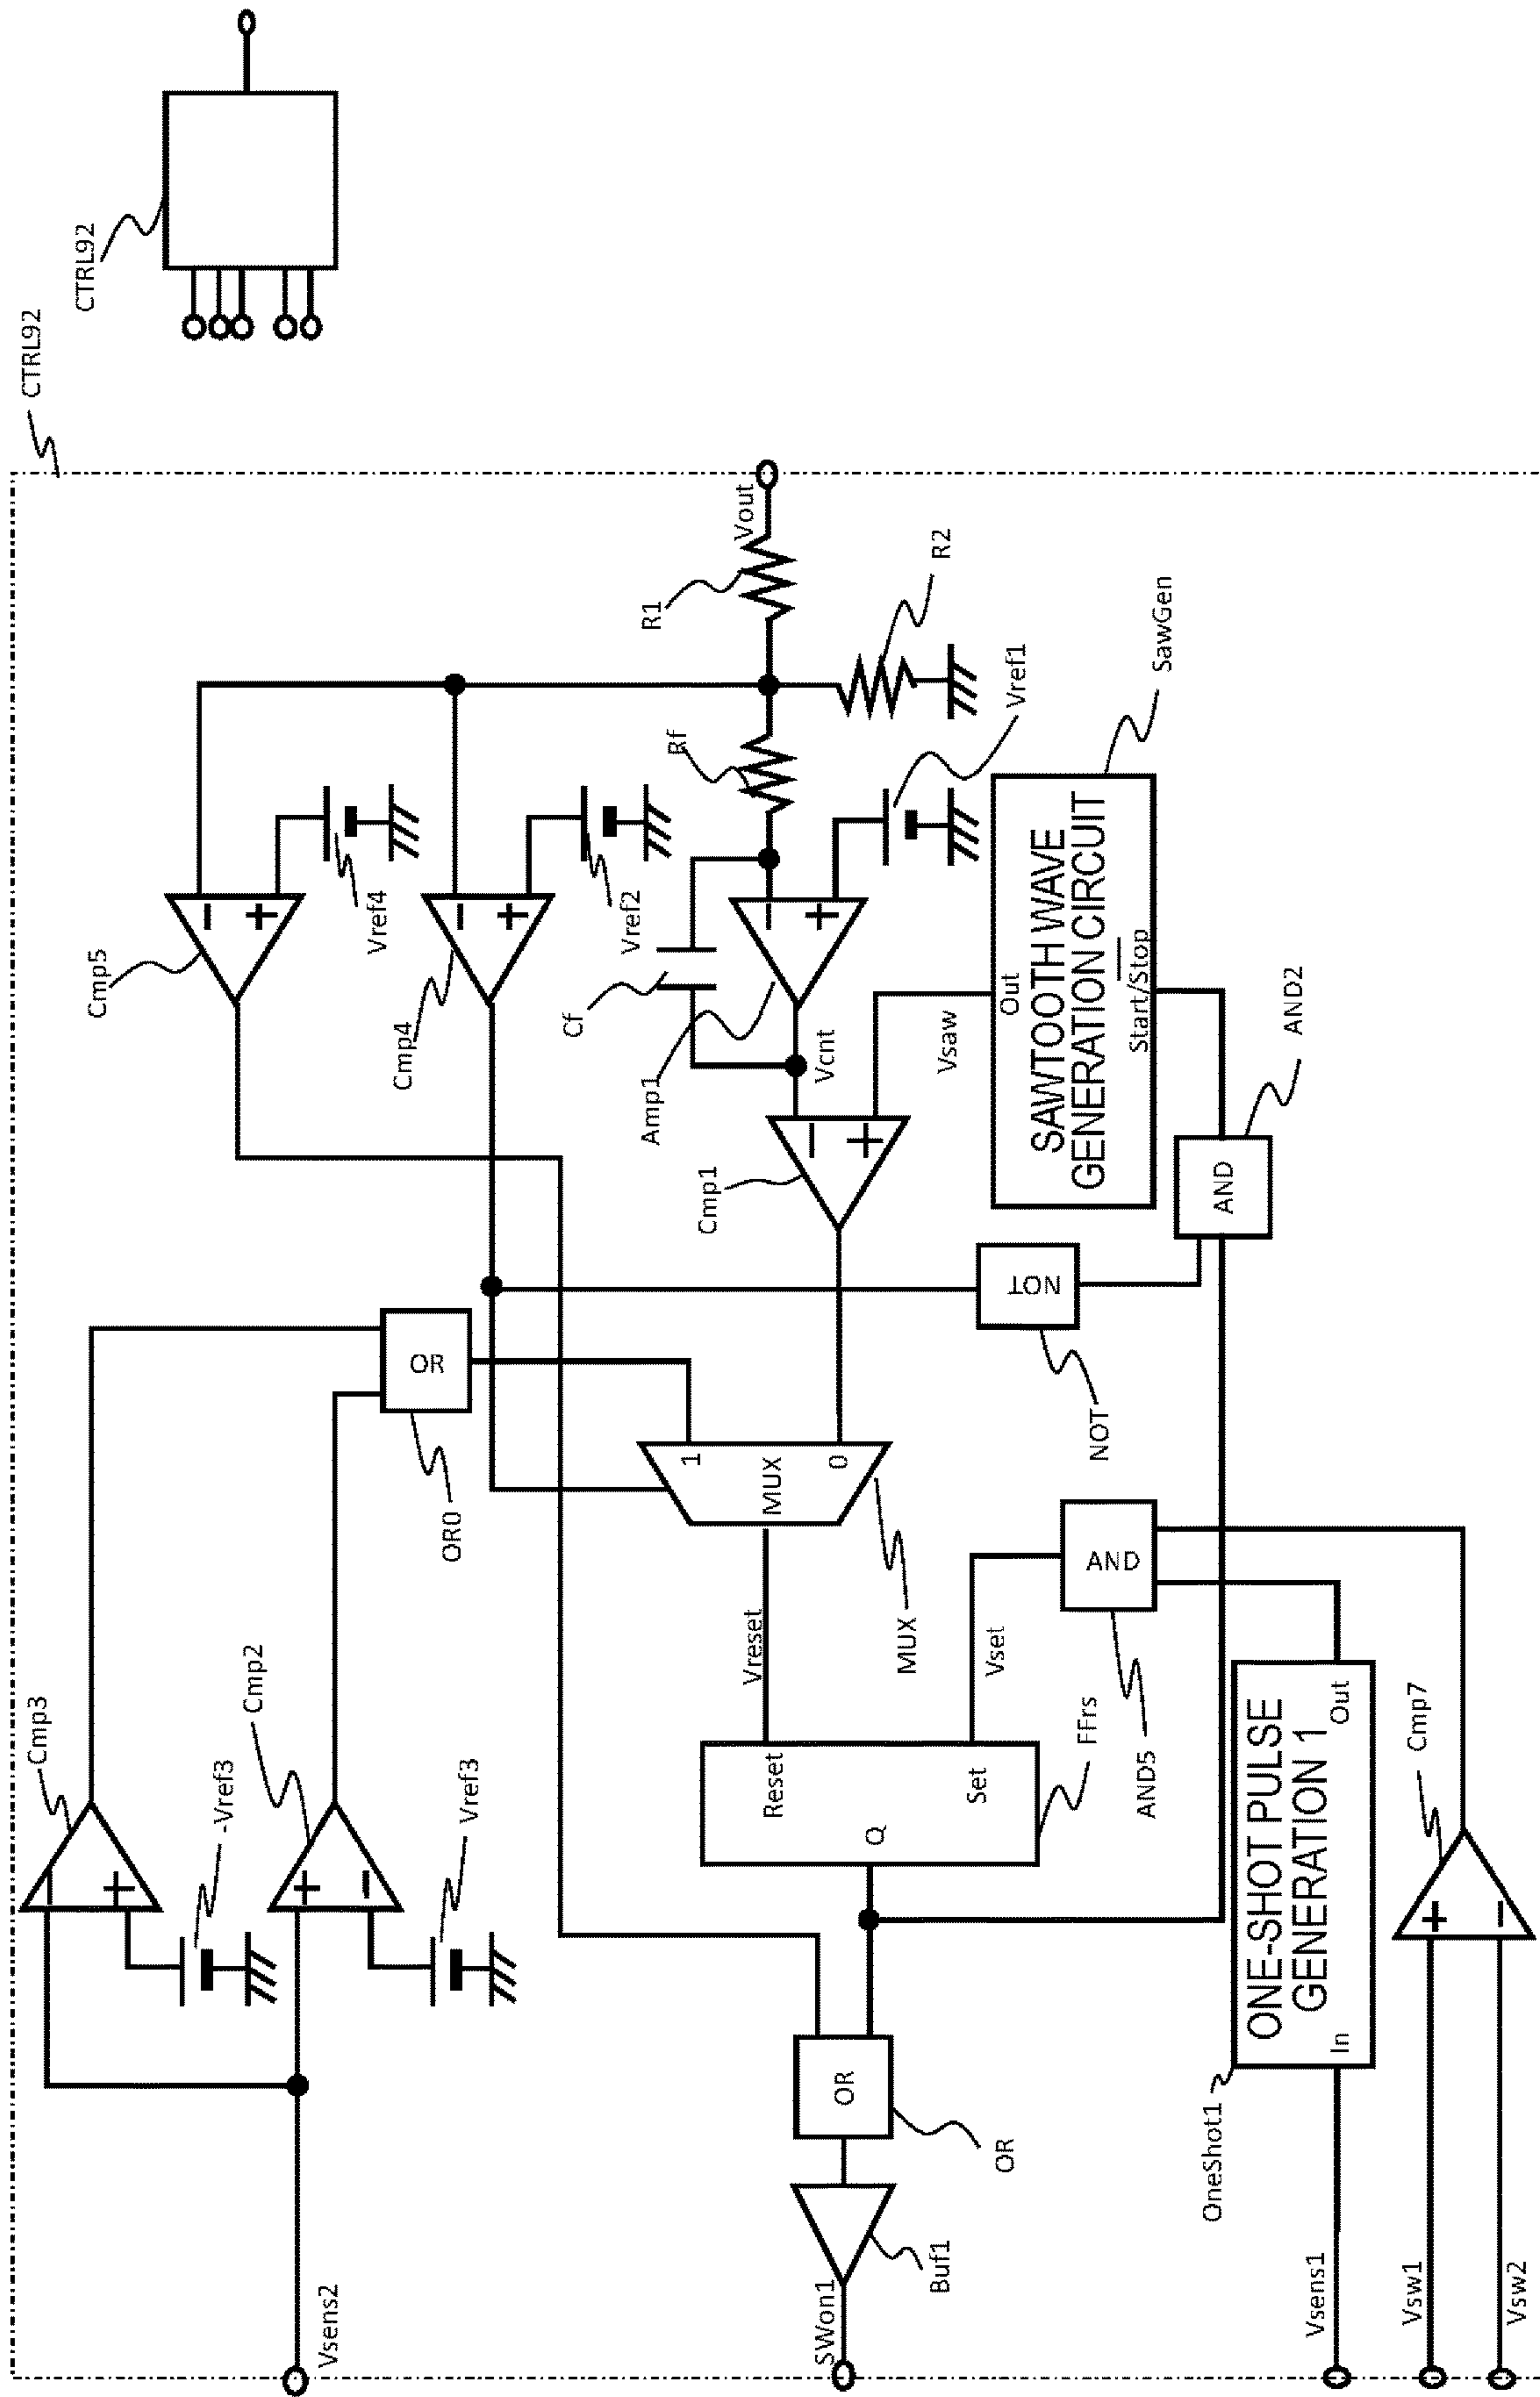 CTRL92
CTRL92
Cmp3
-Vref3
Cmp2
Vref3
Vsens2
OR
OR0
Cmp5
Vref4
Cmp4
Vref2
Cf
Rf
R1
Vout
R2
Amp1
Vcnt
Vref1
Cmp1
Vsaw
Out
SAWTOOTH WAVE
GENERATION CIRCUIT
Start/Stop
SawGen
AND
AND2
NOT
NOT
1
MUX
0
MUX
Vreset
Vset
Reset
Q
Set
FFrs
AND
AND5
OR
OR
Buf1
SWon1
ONE-SHOT PULSE
GENERATION 1
In
Out
OneShot1
Cmp7
Vsens1
Vsw1
Vsw2